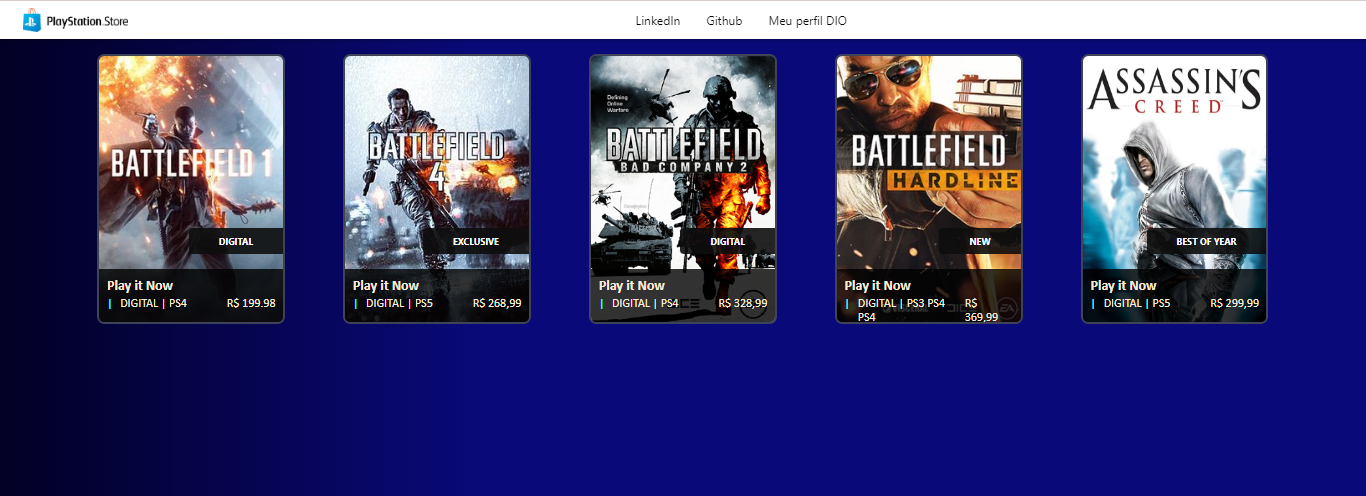 PlayStation.Store
LinkedIn Github Meu perfil DIO
BATTLEFIELD 1
DIGITAL
Play it Now
| DIGITAL | PS4 R$ 199.98
BATTLEFIELD
4
EXCLUSIVE
Play it Now
| DIGITAL | PS5 R$ 268,99
Defining
Online
Warfare
BATTLEFIELD
BAD COMPANY 2
DIGITAL
Play it Now
| DIGITAL | PS4 R$ 328,99
BATTLEFIELD
HARDLINE
NEW
Play it Now
| DIGITAL | PS3 PS4 R$
PS4 369,99
EA
ASSASSIN'S
CREED
BEST OF YEAR
Play it Now
| DIGITAL | PS5 R$ 299,99